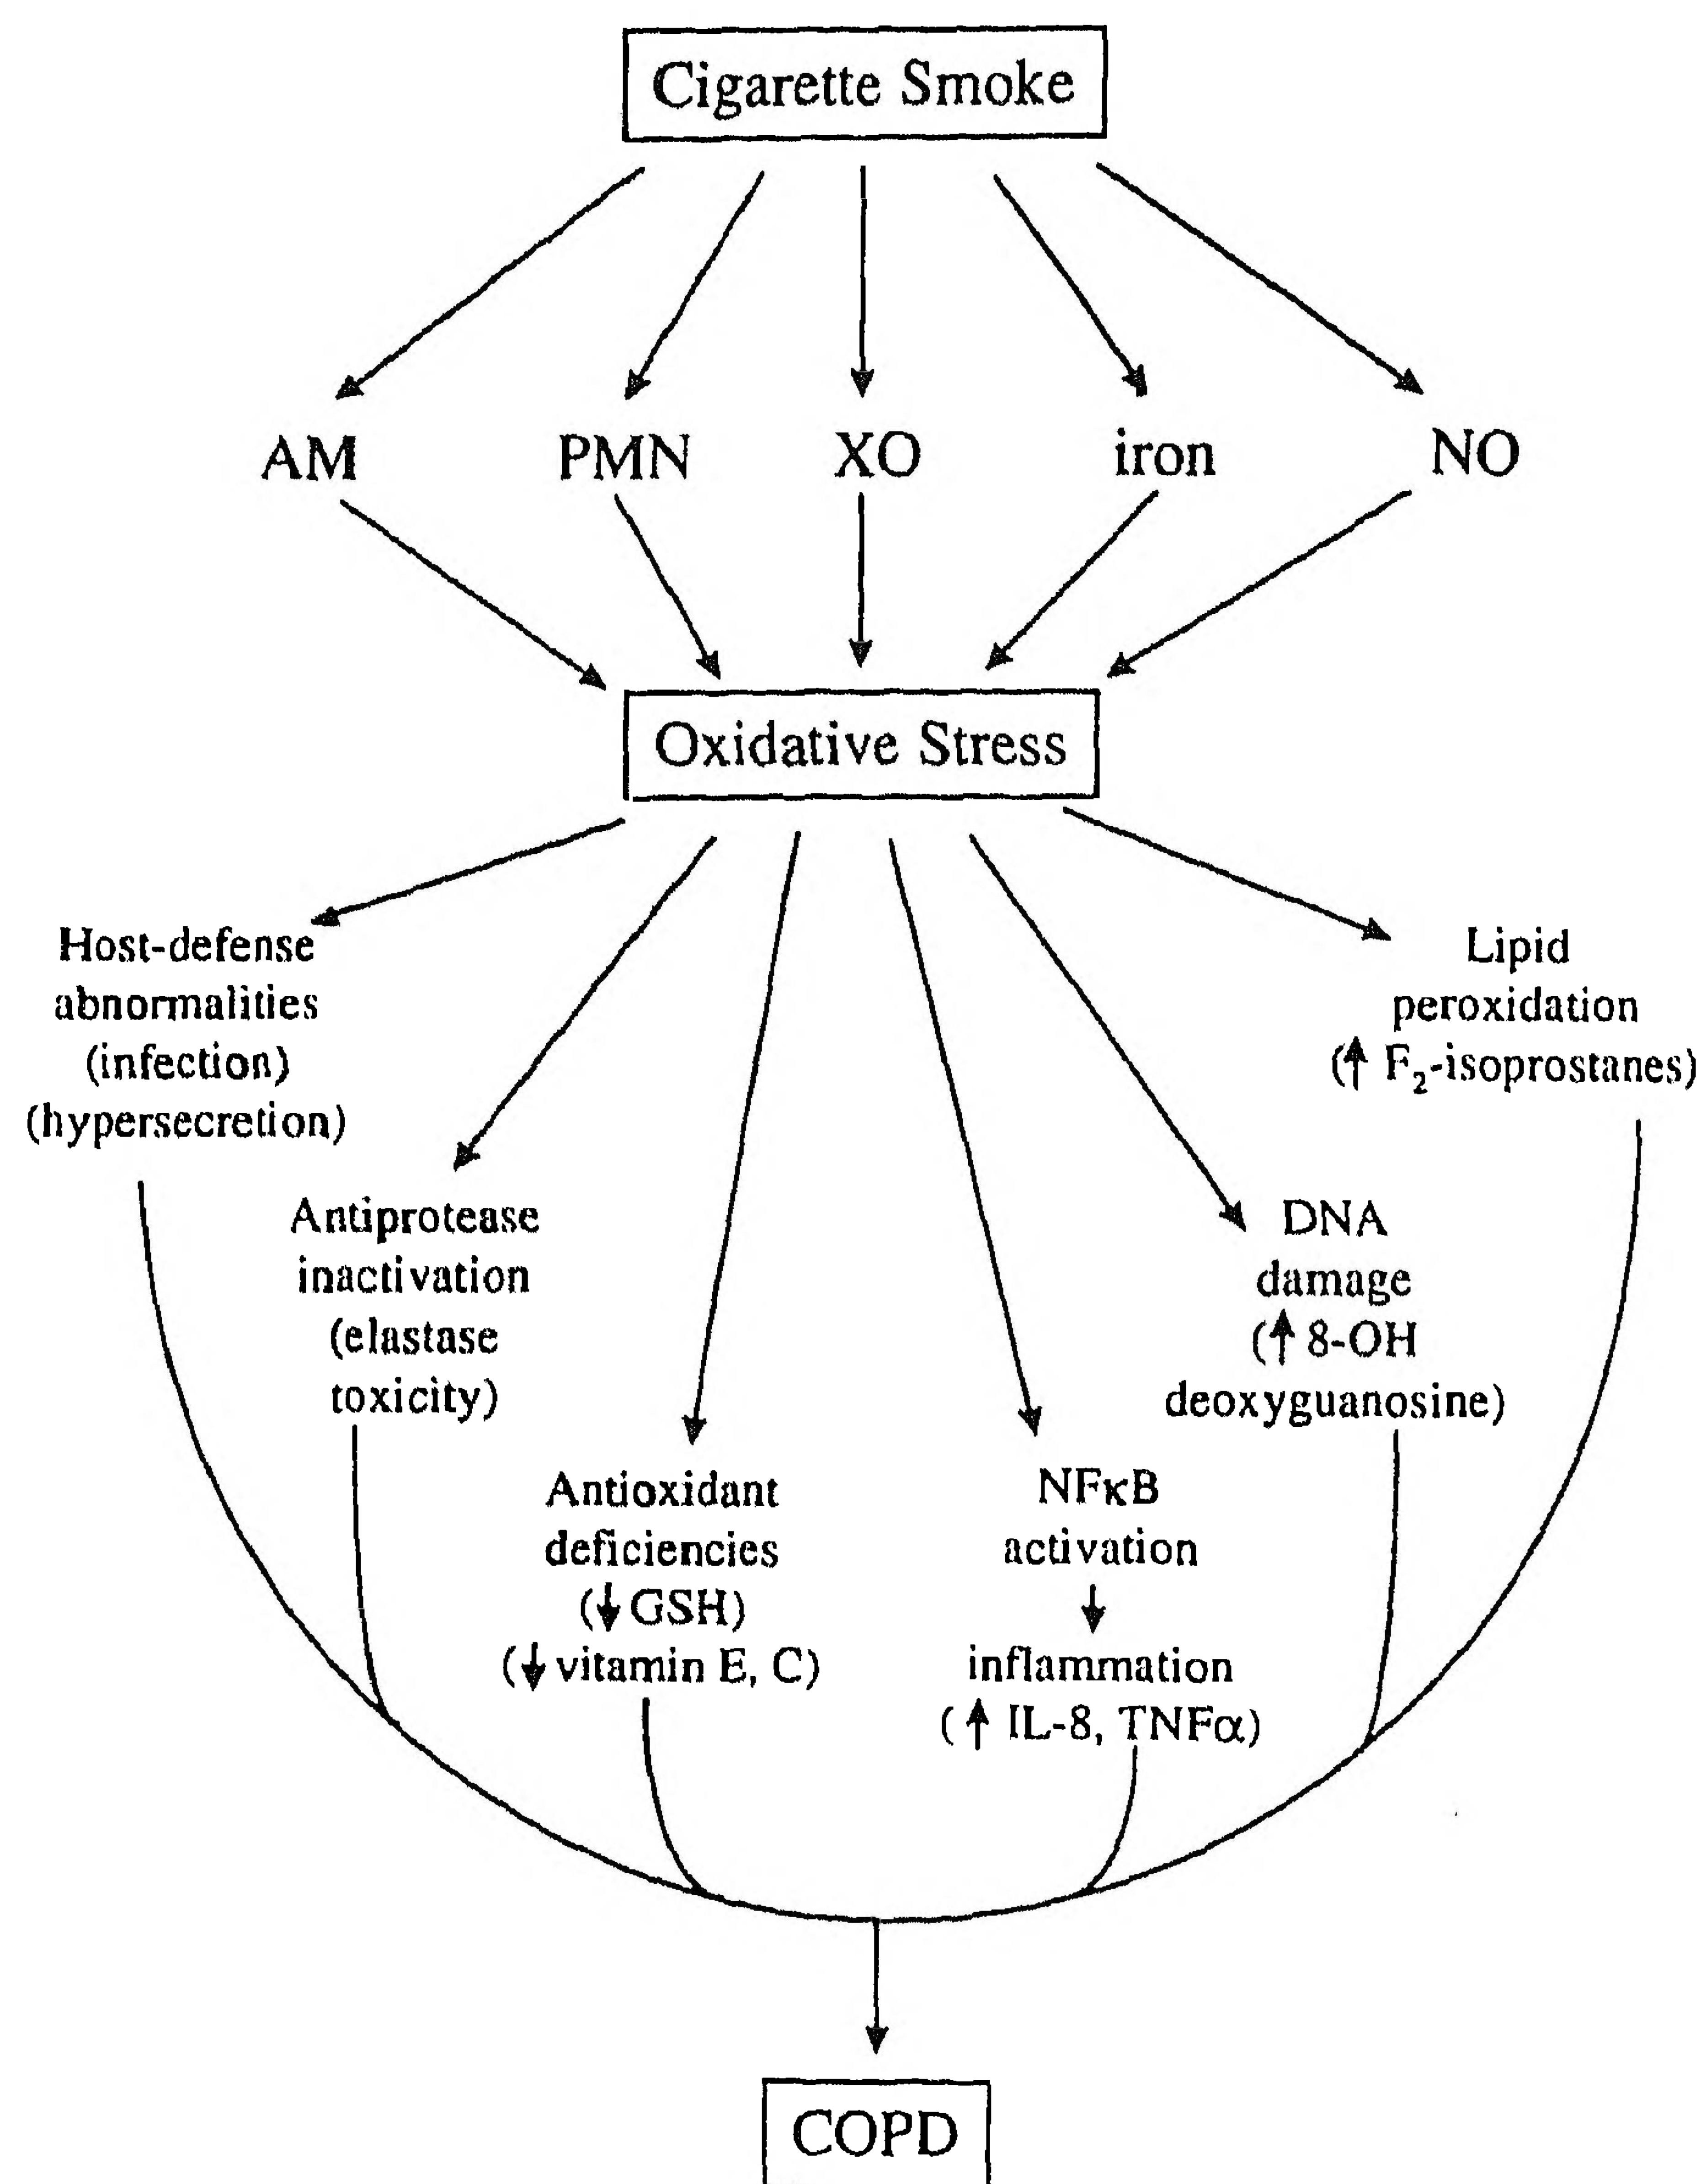 Cigarette Smoke
AM PMN XO iron NO
Oxidative Stress
Host-defense
abnormalities
(infection)
(hypersecretion)
Antiprotease
inactivation
(elastase
toxicity)
Antioxidant
deficiencies
(↓ GSH)
(↓ vitamin E, C)
NFκB
activation
↓
inflammation
(↑ IL-8, TNFα)
DNA
damage
(↑ 8-OH
deoxyguanosine)
Lipid
peroxidation
(↑ F₂-isoprostanes)
COPD